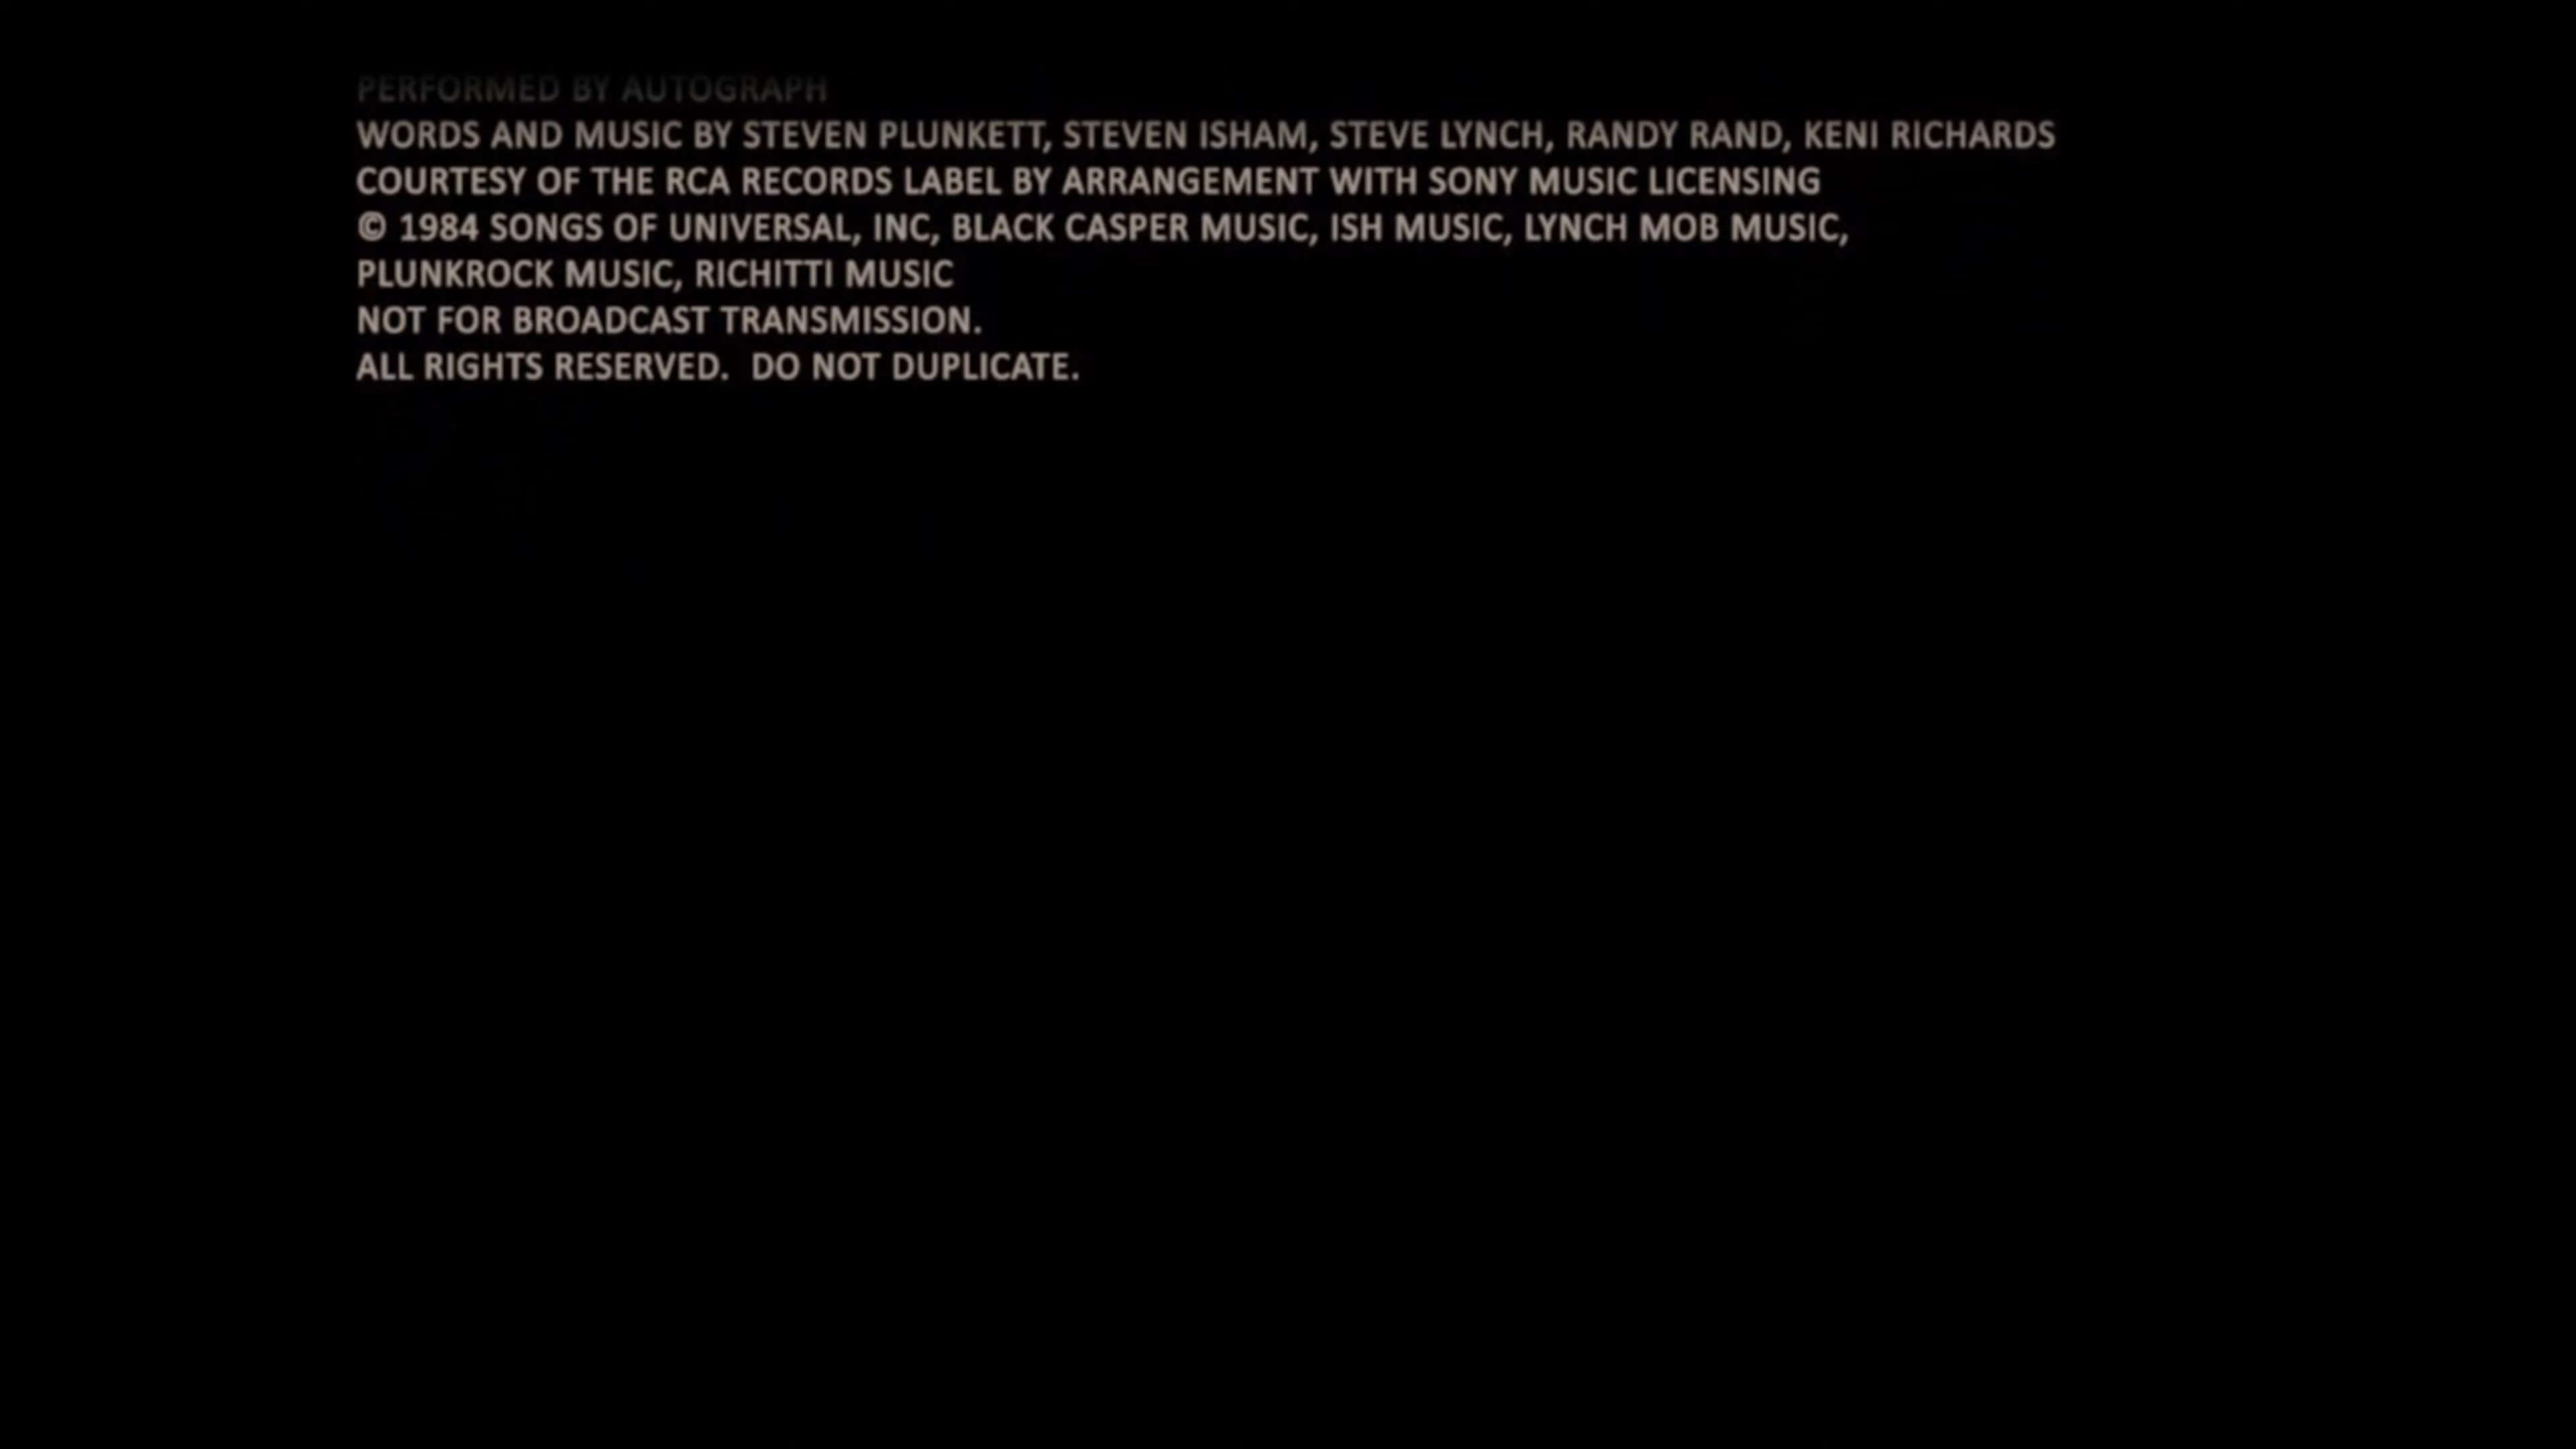 PERFORMED BY AUTOGRAPH
WORDS AND MUSIC BY STEVEN PLUNKETT, STEVEN ISHAM, STEVE LYNCH, RANDY RAND, KENI RICHARDS
COURTESY OF THE RCA RECORDS LABEL BY ARRANGEMENT WITH SONY MUSIC LICENSING
© 1984 SONGS OF UNIVERSAL, INC, BLACK CASPER MUSIC, ISH MUSIC, LYNCH MOB MUSIC,
PLUNKROCK MUSIC, RICHITTI MUSIC
NOT FOR BROADCAST TRANSMISSION.
ALL RIGHTS RESERVED.  DO NOT DUPLICATE.